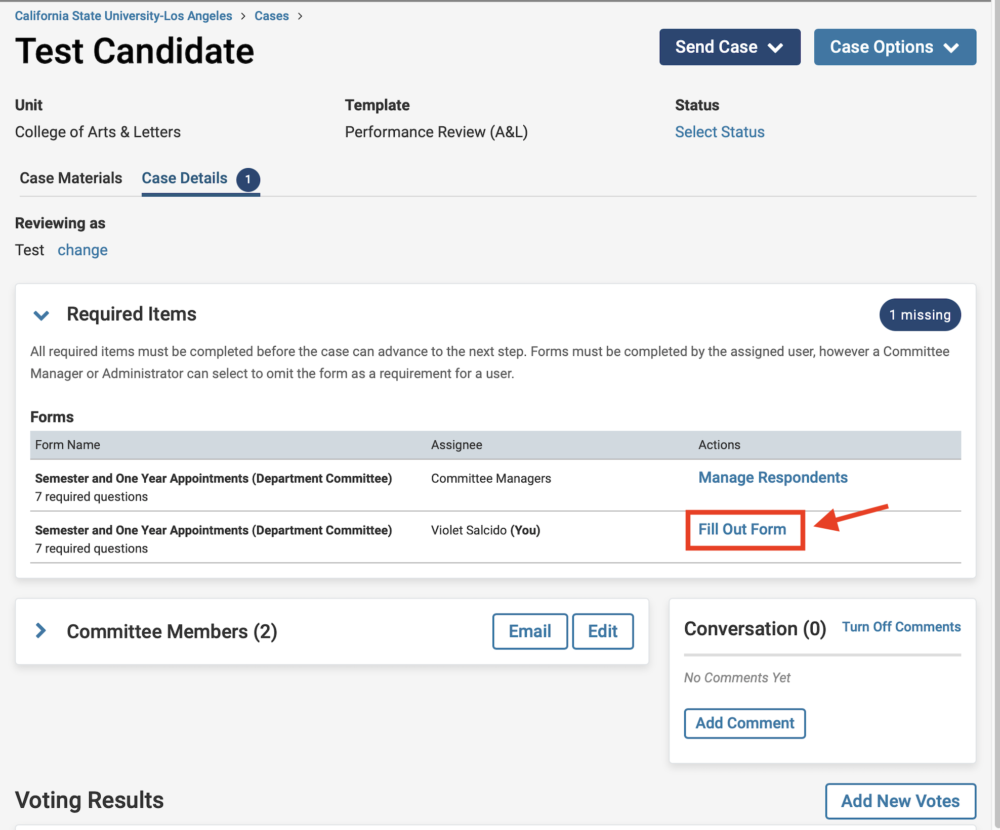 California State University-Los Angeles > Cases >
Test Candidate
Send Case
Case Options
Unit
Template
Status
College of Arts & Letters
Performance Review (A&L)
Select Status
Case Materials
Case Details 1
Reviewing as
Test change
Required Items
1 missing
All required items must be completed before the case can advance to the next step. Forms must be completed by the assigned user, however a Committee
Manager or Administrator can select to omit the form as a requirement for a user.
Forms
Form Name
Assignee
Actions
Semester and One Year Appointments (Department Committee)
7 required questions
Committee Managers
Manage Respondents
Semester and One Year Appointments (Department Committee)
7 required questions
Violet Salcido (You)
Fill Out Form
Committee Members (2)
Email
Edit
Conversation (0)
Turn Off Comments
No Comments Yet
Add Comment
Voting Results
Add New Votes